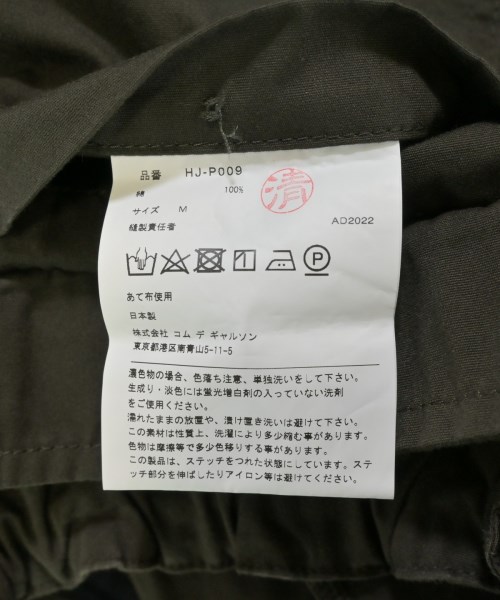 品番 HJ-P009
綿 100%
清
サイズ M
AD2022
縫製責任者
あて布使用
日本製
株式会社 コム デ ギャルソン
東京都港区南青山5-11-5
濃色物の場合、色落ち注意、単独洗いをして下さい。
生成り・淡色には蛍光増白剤の入っていない洗剤
をご使用ください。
濡れたままの放置や、漬け置き洗いは避けて下さい。
この素材は性質上、洗濯により多少縮む事があります。
色物は摩擦等で多少色移りする事があります。
この製品は、ステッチをつれた状態にしています。ステ
ッチ部分を伸ばしたりアイロン等は避けてください。